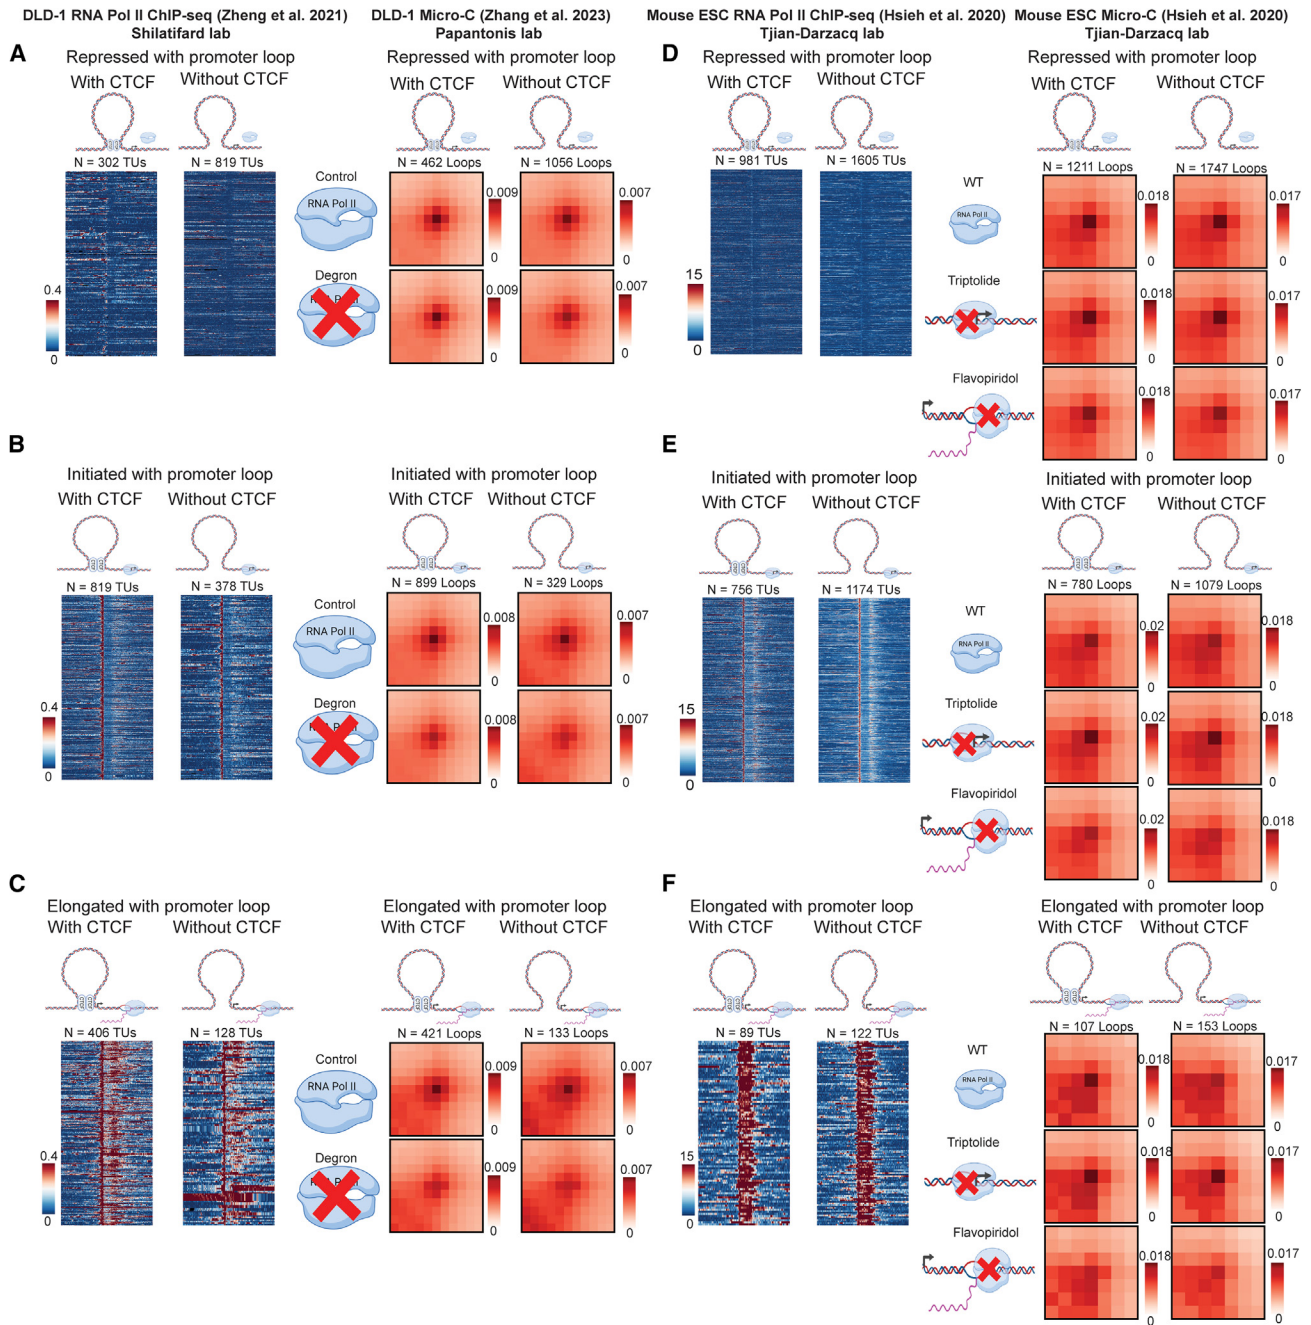 DLD-1 RNA Pol II ChIP-seq (Zheng et al. 2021)
Shilatifard lab
DLD-1 Micro-C (Zhang et al. 2023)
Papantonis lab
Mouse ESC RNA Pol II ChIP-seq (Hsieh et al. 2020)
Tjian-Darzacq lab
Mouse ESC Micro-C (Hsieh et al. 2020)
Tjian-Darzacq lab
A
Repressed with promoter loop
With CTCF
Without CTCF
N = 302 TUs
N = 819 TUs
0.4
0
Repressed with promoter loop
With CTCF
Without CTCF
N = 462 Loops
N = 1056 Loops
Control
RNA Pol II
0.009
0
0.007
0
Degron
0.009
0
0.007
0
D
Repressed with promoter loop
With CTCF
Without CTCF
N = 981 TUs
N = 1605 TUs
15
0
Repressed with promoter loop
With CTCF
Without CTCF
N = 1211 Loops
N = 1747 Loops
WT
RNA Pol II
0.018
0
0.017
0
Triptolide
0.018
0
0.017
0
Flavopiridol
0.018
0
0.017
0
B
Initiated with promoter loop
With CTCF
Without CTCF
N = 819 TUs
N = 378 TUs
0.4
0
Initiated with promoter loop
With CTCF
Without CTCF
N = 899 Loops
N = 329 Loops
Control
RNA Pol II
0.008
0
0.007
0
Degron
0.008
0
0.007
0
E
Initiated with promoter loop
With CTCF
Without CTCF
N = 756 TUs
N = 1174 TUs
15
0
Initiated with promoter loop
With CTCF
Without CTCF
N = 780 Loops
N = 1079 Loops
WT
RNA Pol II
0.02
0
0.018
0
Triptolide
0.02
0
0.018
0
Flavopiridol
0.02
0
0.018
0
C
Elongated with promoter loop
With CTCF
Without CTCF
N = 406 TUs
N = 128 TUs
0.4
0
Elongated with promoter loop
With CTCF
Without CTCF
N = 421 Loops
N = 133 Loops
Control
RNA Pol II
0.009
0
0.007
0
Degron
0.009
0
0.007
0
F
Elongated with promoter loop
With CTCF
Without CTCF
N = 89 TUs
N = 122 TUs
15
0
Elongated with promoter loop
With CTCF
Without CTCF
N = 107 Loops
N = 153 Loops
WT
RNA Pol II
0.018
0
0.017
0
Triptolide
0.018
0
0.017
0
Flavopiridol
0.018
0
0.017
0